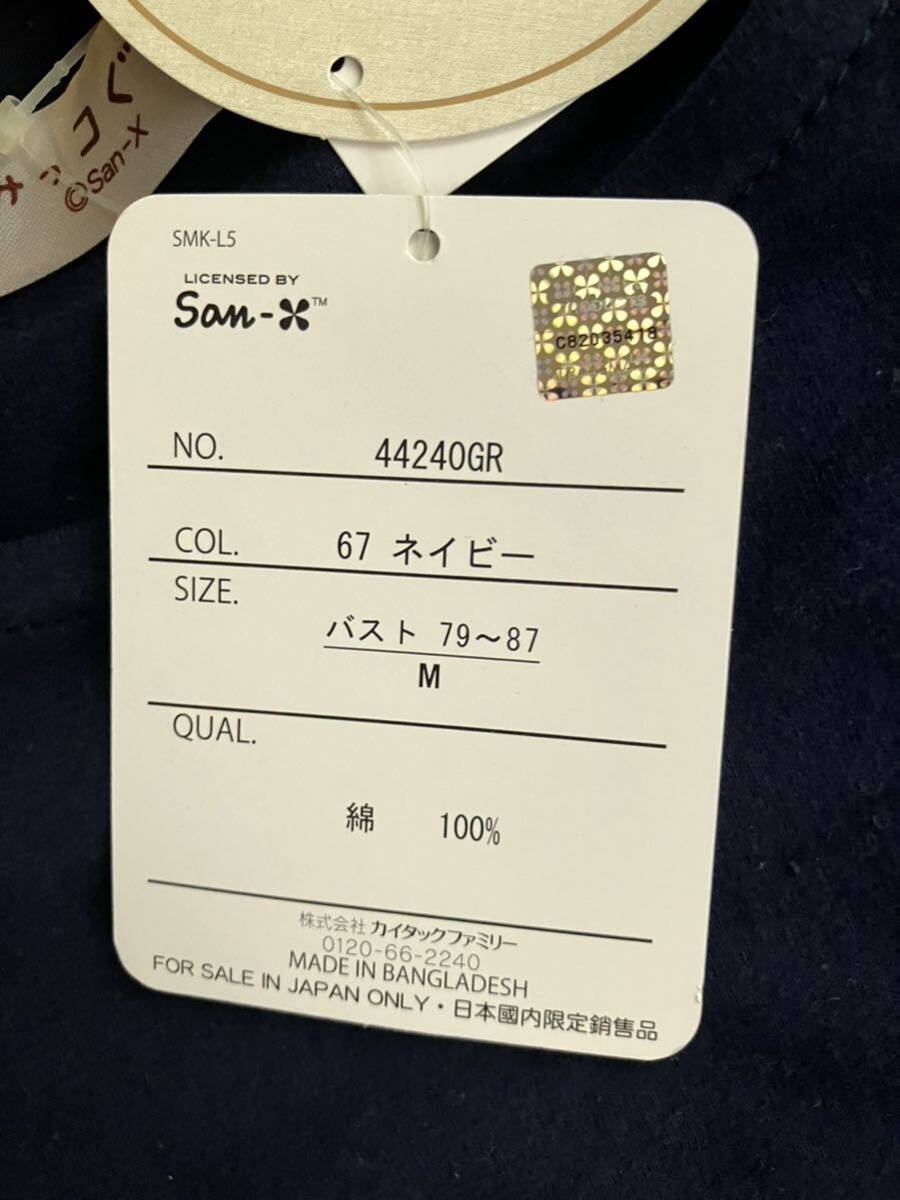 ©San-X
SMK-L5
LICENSED BY
San-X™
C82035418
NO. 44240GR
COL. 67 ネイビー
SIZE.
バスト 79～87
M
QUAL.
綿 100%
株式会社 カイタックファミリー
0120-66-2240
MADE IN BANGLADESH
FOR SALE IN JAPAN ONLY・日本國内限定銷售品